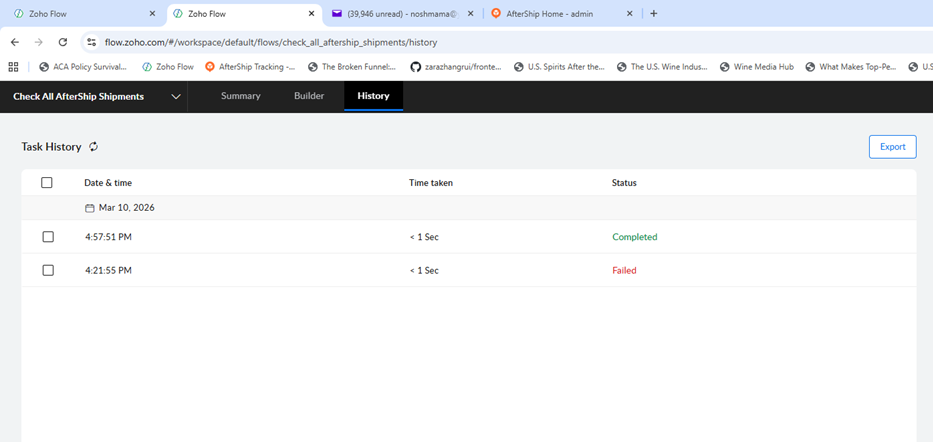 Zoho Flow
Zoho Flow
(39,946 unread) - noshmama@
AfterShip Home - admin
flow.zoho.com/#/workspace/default/flows/check_all_aftership_shipments/history
ACA Policy Survival...
Zoho Flow
AfterShip Tracking -...
The Broken Funnel:...
zarazhangrui/fronte...
U.S. Spirits After the...
The U.S. Wine Indus...
Wine Media Hub
What Makes Top-Pe...
U.S
Check All AfterShip Shipments
Summary
Builder
History
Task History
Export
Date & time
Time taken
Status
Mar 10, 2026
4:57:51 PM
< 1 Sec
Completed
4:21:55 PM
< 1 Sec
Failed